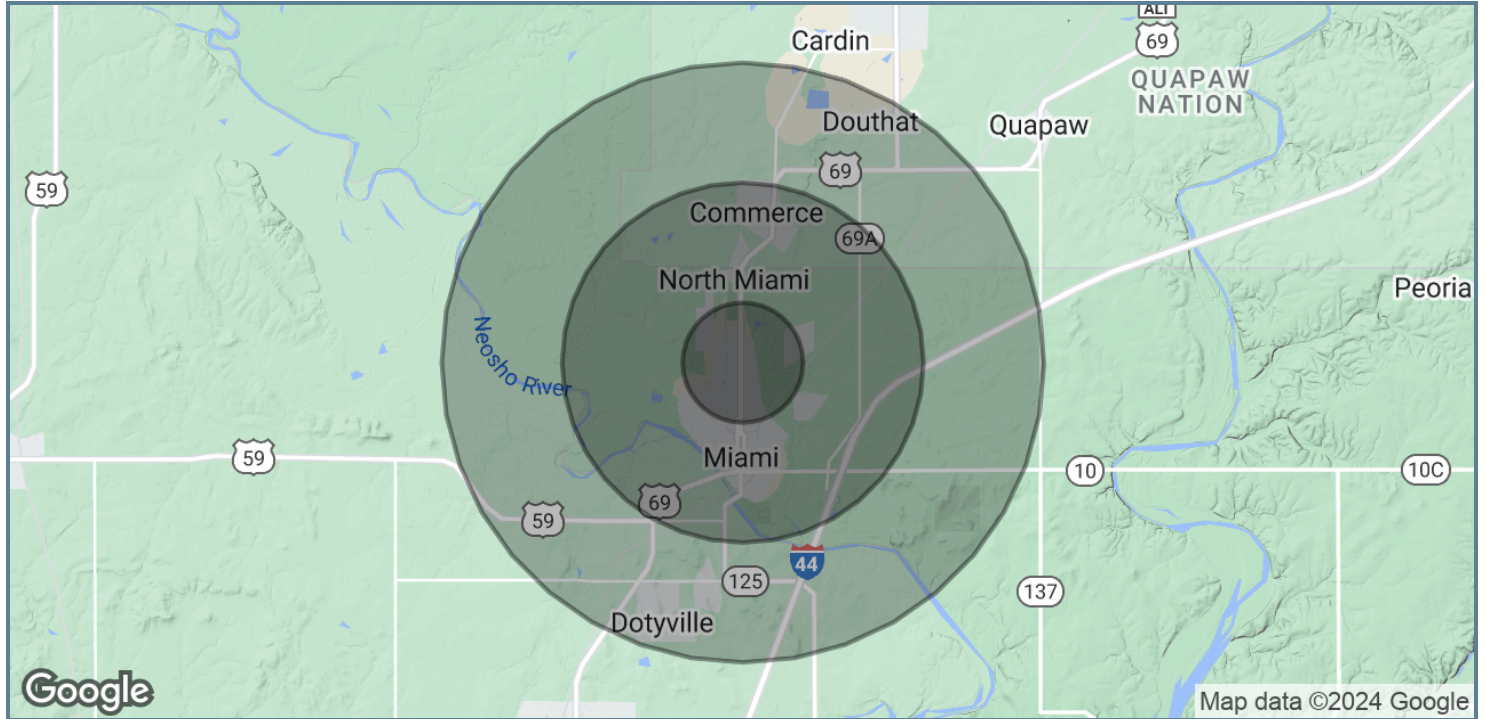 ALT
69
Cardin
QUAPAW
NATION
Douthat
Quapaw
69
59
Commerce
69A
North Miami
Peoria
Neosho River
Miami
59
10
10C
69
59
44
125
137
Dotyville
Google
Map data ©2024 Google